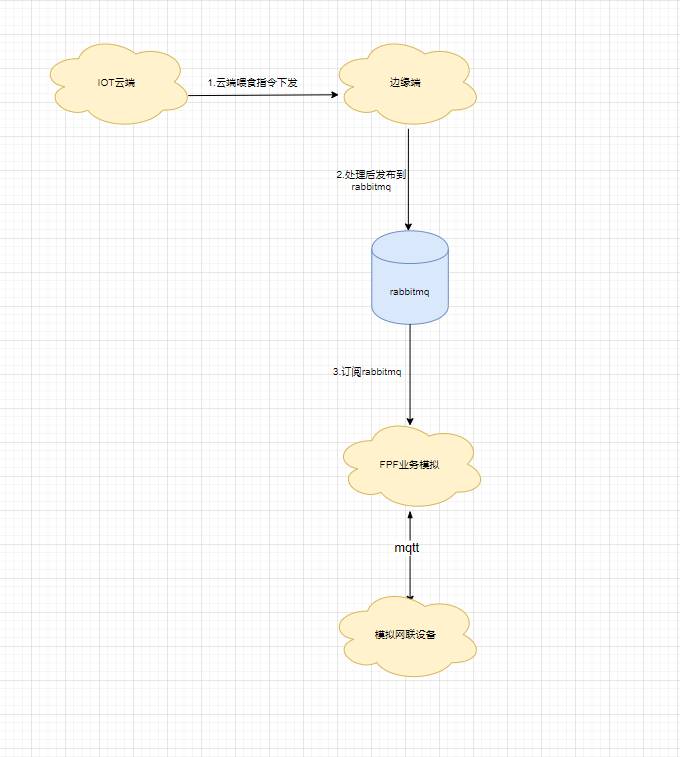 IOT云端
1.云端喂食指令下发
边缘端
2.处理后发布到
rabbitmq
rabbitmq
3.订阅rabbitmq
FPF业务模拟
mqtt
模拟网联设备